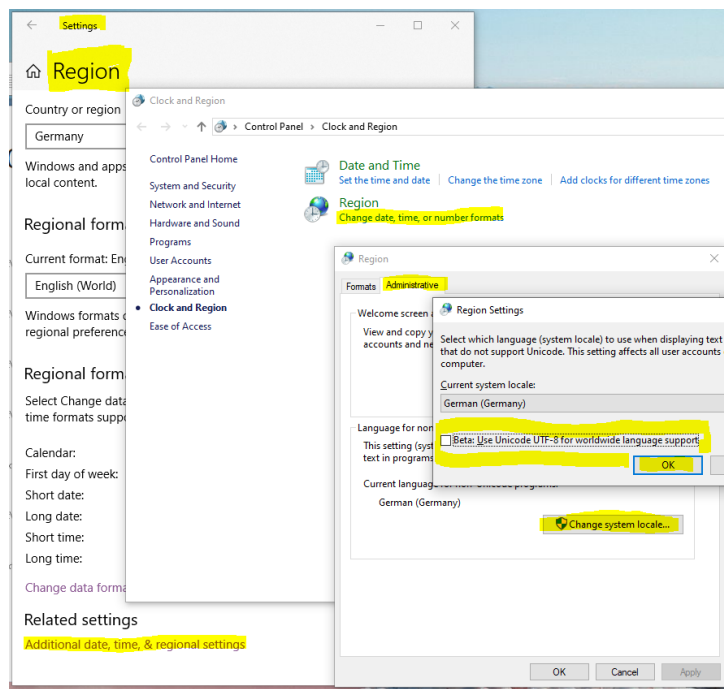 Settings
Region
Country or region
Germany
Windows and apps
local content.
Regional forma
Current format: En
English (World)
Windows formats
regional preference
Regional forma
Select Change data
time formats suppo
Calendar:
First day of week:
Short date:
Long date:
Short time:
Long time:
Change data forma
Related settings
Additional date, time, & regional settings
Clock and Region
Control Panel > Clock and Region
Control Panel Home
System and Security
Network and Internet
Hardware and Sound
Programs
User Accounts
Appearance and
Personalization
Clock and Region
Ease of Access
Date and Time
Set the time and date
Change the time zone
Add clocks for different time zones
Region
Change date, time, or number formats
Region
Formats
Administrative
Welcome screen
View and copy y
accounts and ne
Language for non
This setting (syst
text in programs
Current language for non-Unicode programs:
German (Germany)
Change system locale...
OK
Cancel
Apply
Region Settings
Select which language (system locale) to use when displaying text
that do not support Unicode. This setting affects all user accounts
computer.
Current system locale:
German (Germany)
Beta: Use Unicode UTF-8 for worldwide language support
OK